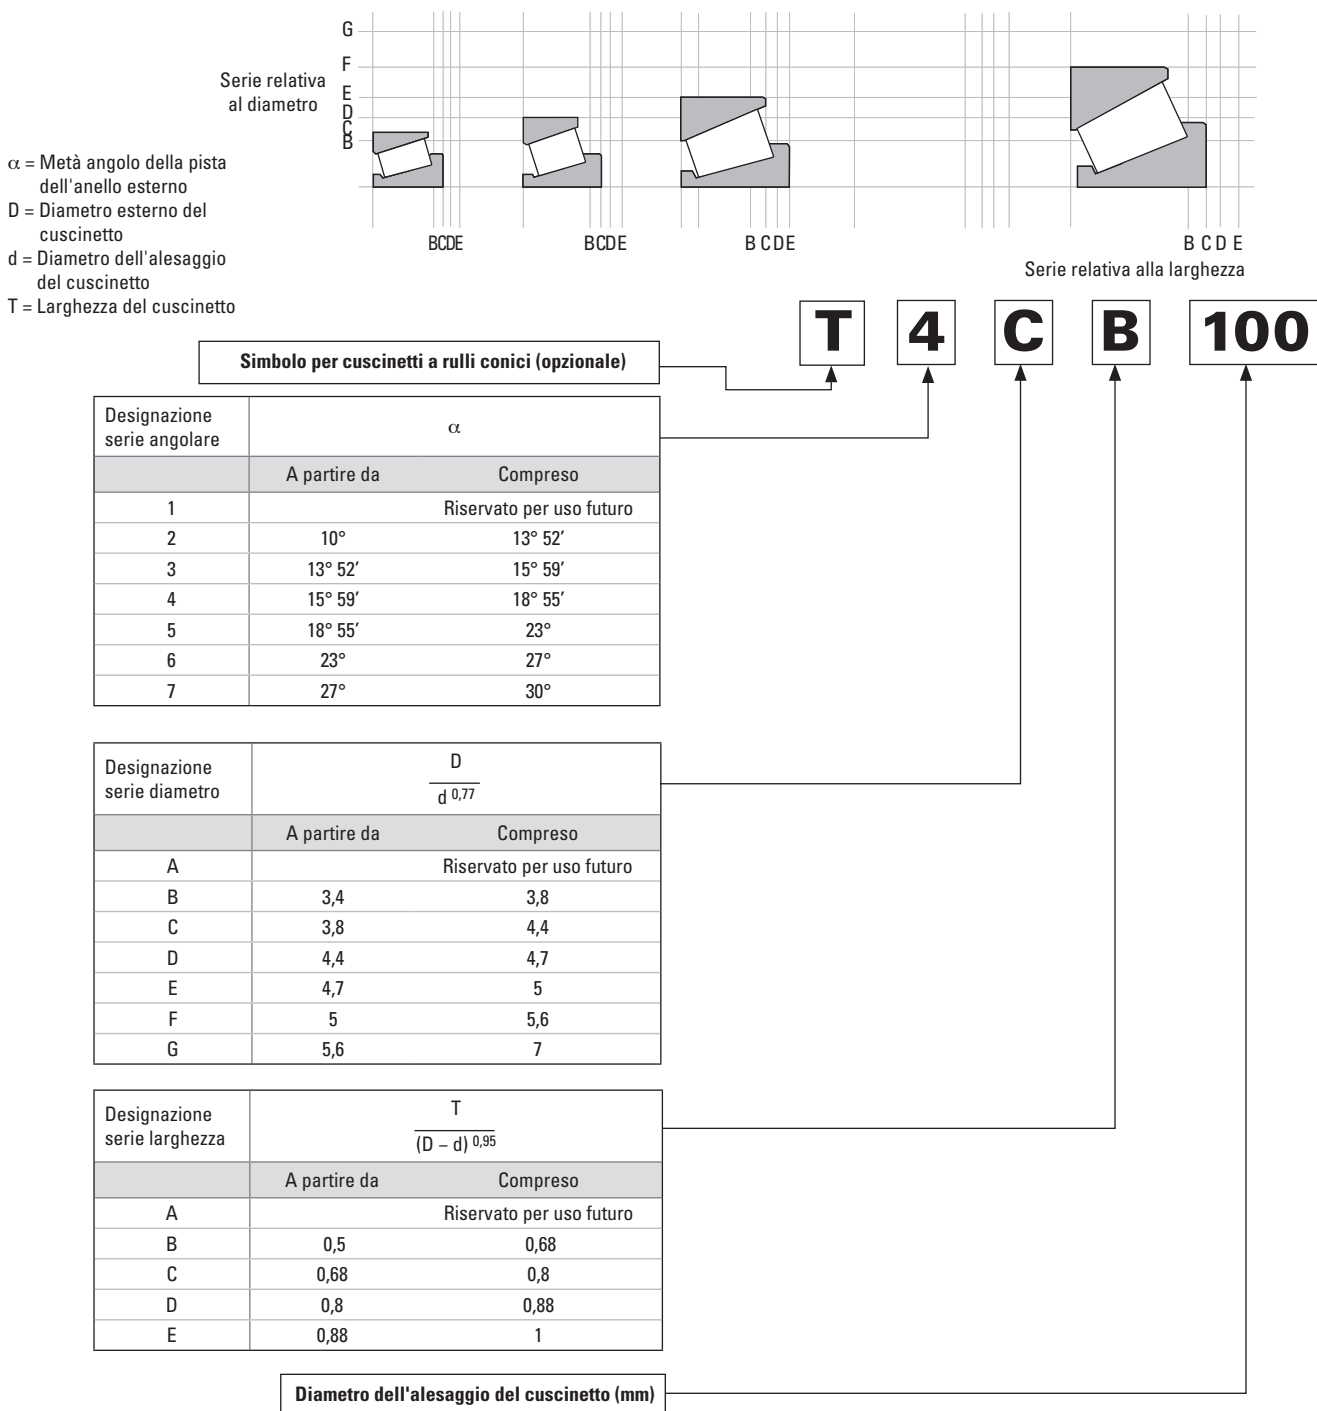 G
F
Serie relativa
al diametro
E
D
C
B
α = Metà angolo della pista
dell'anello esterno
D = Diametro esterno del
cuscinetto
d = Diametro dell'alesaggio
del cuscinetto
T = Larghezza del cuscinetto
BCDE BCDE B C D E B C D E
Serie relativa alla larghezza
T 4 C B 100
Simbolo per cuscinetti a rulli conici (opzionale)
Designazione
serie angolare
α
A partire da Compreso
1 Riservato per uso futuro
2 10° 13° 52′
3 13° 52′ 15° 59′
4 15° 59′ 18° 55′
5 18° 55′ 23°
6 23° 27°
7 27° 30°
Designazione
serie diametro
D
d 0,77
A partire da Compreso
A Riservato per uso futuro
B 3,4 3,8
C 3,8 4,4
D 4,4 4,7
E 4,7 5
F 5 5,6
G 5,6 7
Designazione
serie larghezza
T
(D – d) 0,95
A partire da Compreso
A Riservato per uso futuro
B 0,5 0,68
C 0,68 0,8
D 0,8 0,88
E 0,88 1
Diametro dell'alesaggio del cuscinetto (mm)